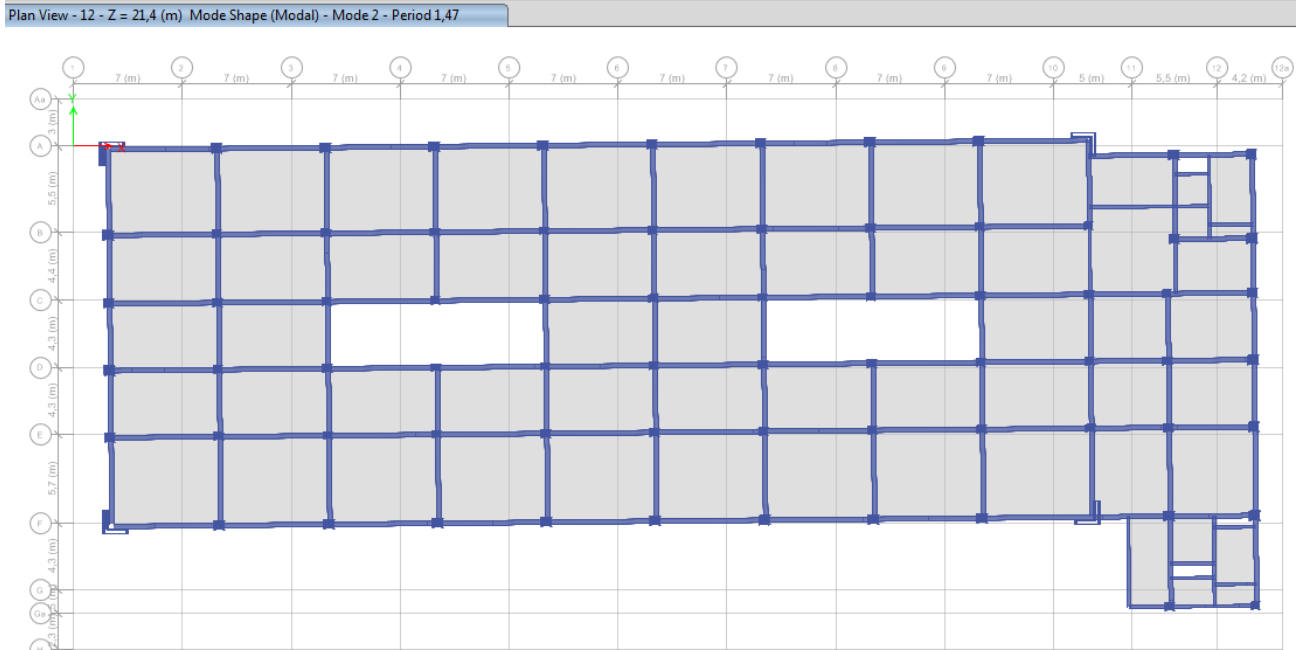 Plan View - 12 - Z = 21,4 (m) Mode Shape (Modal) - Mode 2 - Period 1,47
1 2 3 4 5 6 7 8 9 10 11 12 12a
7 (m) 7 (m) 7 (m) 7 (m) 7 (m) 7 (m) 7 (m) 7 (m) 7 (m) 5 (m) 5,5 (m) 4,2 (m)
Aa
Y
3 (m)
A
X
5,5 (m)
B
4,4 (m)
C
4,3 (m)
D
4,3 (m)
E
5,7 (m)
F
4,3 (m)
G
Ga
2,3 (m)
H